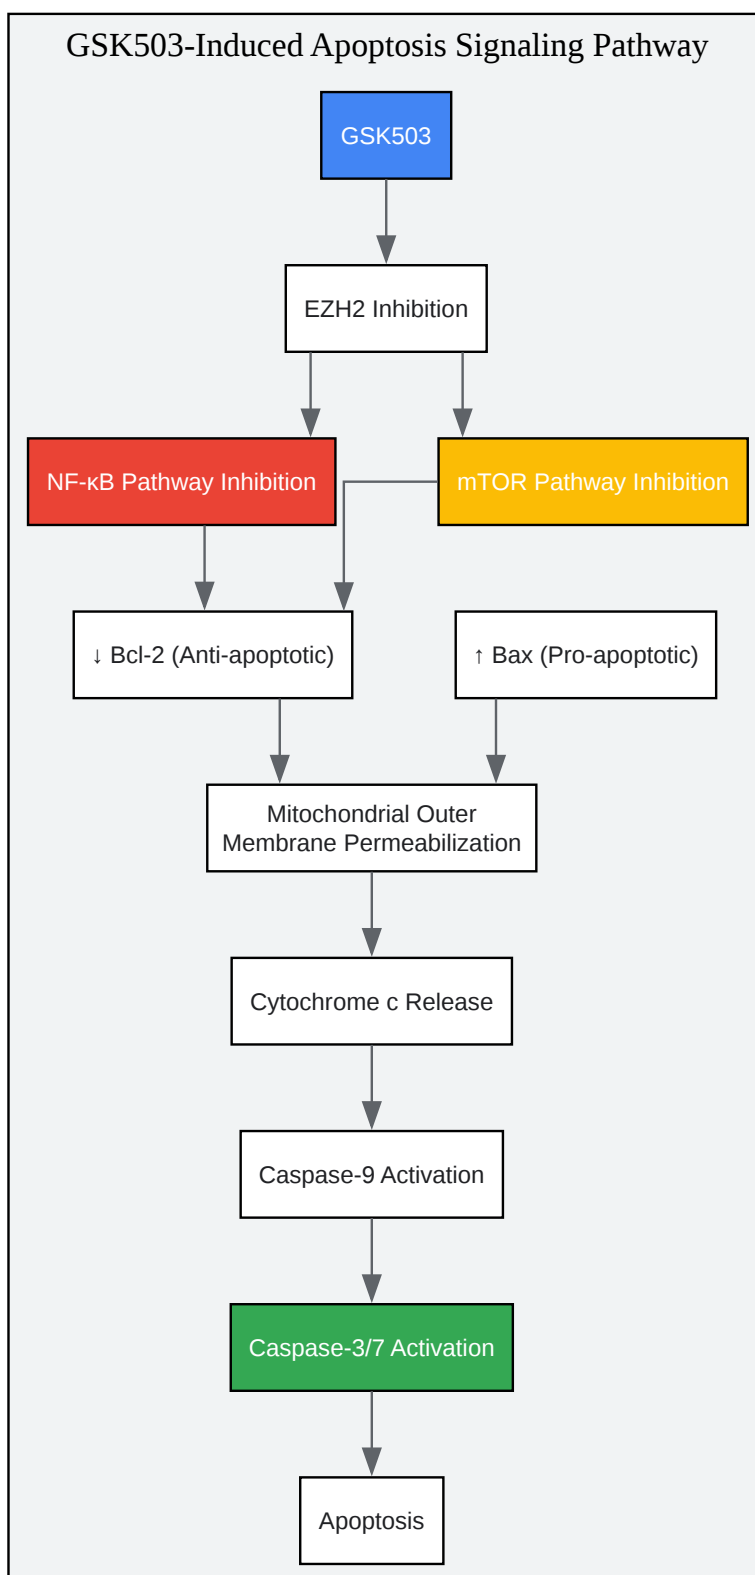 GSK503-Induced Apoptosis Signaling Pathway
GSK503
EZH2 Inhibition
NF-κB Pathway Inhibition
mTOR Pathway Inhibition
↓ Bcl-2 (Anti-apoptotic)
↑ Bax (Pro-apoptotic)
Mitochondrial Outer
Membrane Permeabilization
Cytochrome c Release
Caspase-9 Activation
Caspase-3/7 Activation
Apoptosis